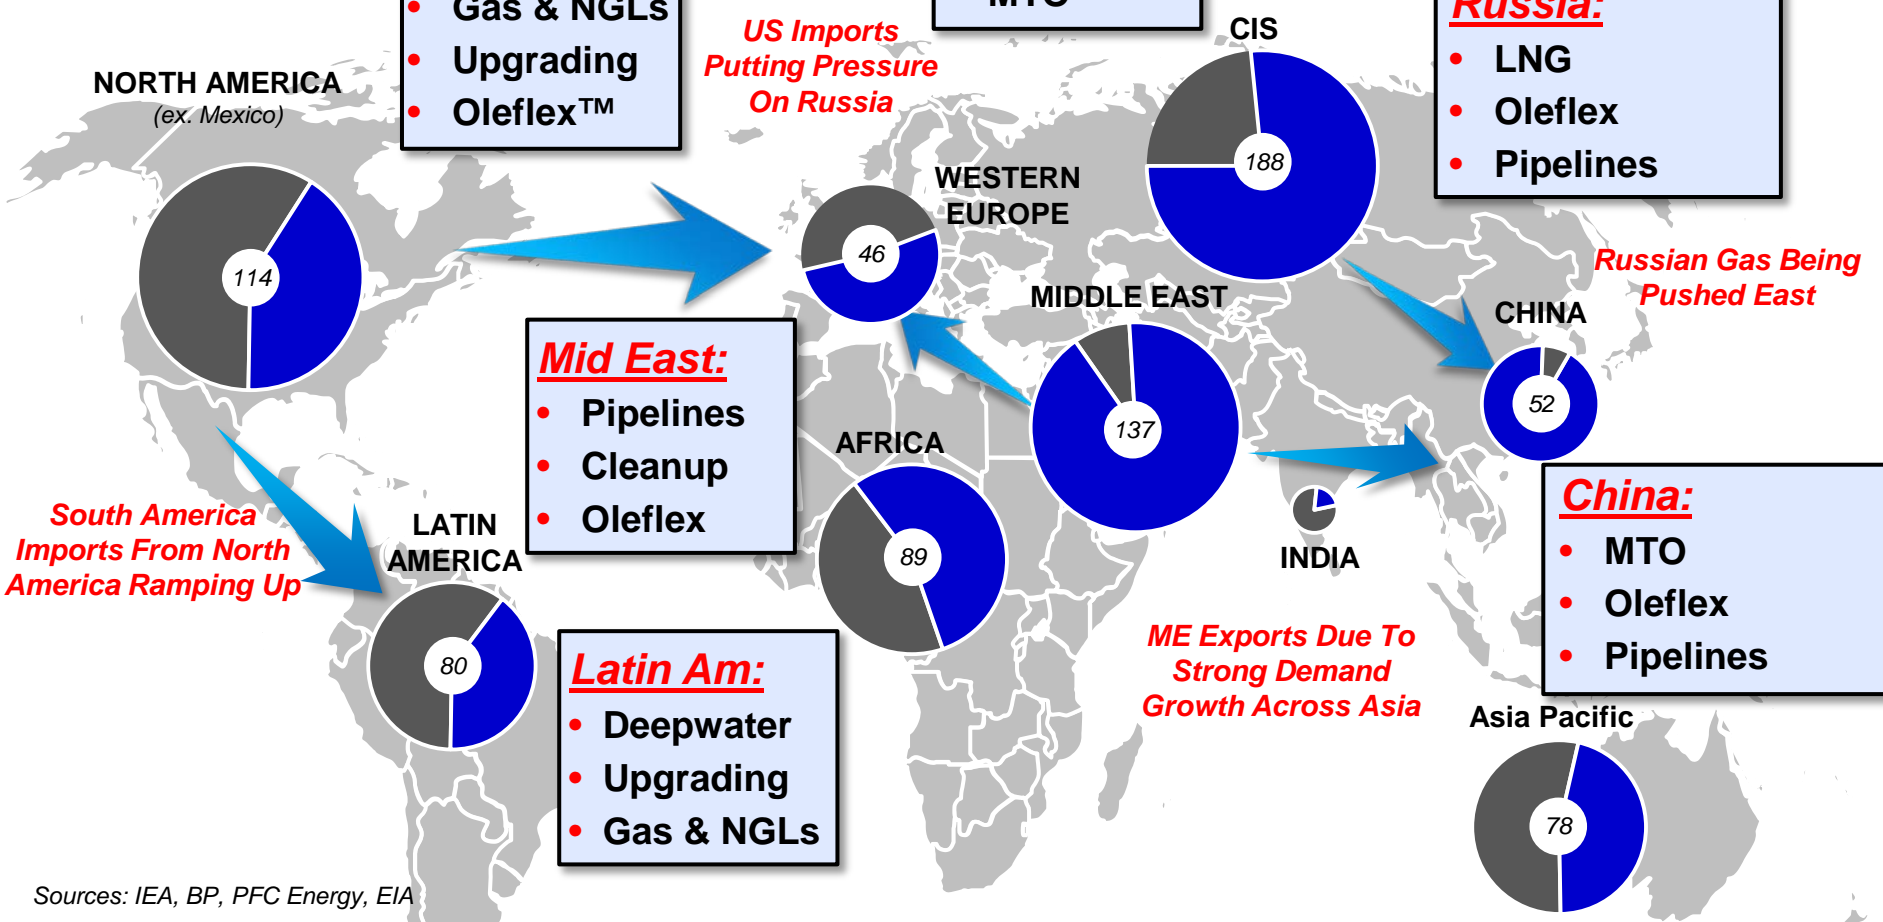 Gas & NGLs
Upgrading
Oleflex™
MTO
Russia:
LNG
Oleflex
Pipelines
US Imports
Putting Pressure
On Russia
CIS
188
NORTH AMERICA
(ex. Mexico)
114
WESTERN
EUROPE
46
Russian Gas Being
Pushed East
MIDDLE EAST
137
CHINA
52
Mid East:
Pipelines
Cleanup
Oleflex
AFRICA
89
INDIA
South America
Imports From North
America Ramping Up
LATIN
AMERICA
80
China:
MTO
Oleflex
Pipelines
ME Exports Due To
Strong Demand
Growth Across Asia
Latin Am:
Deepwater
Upgrading
Gas & NGLs
Asia Pacific
78
Sources: IEA, BP, PFC Energy, EIA